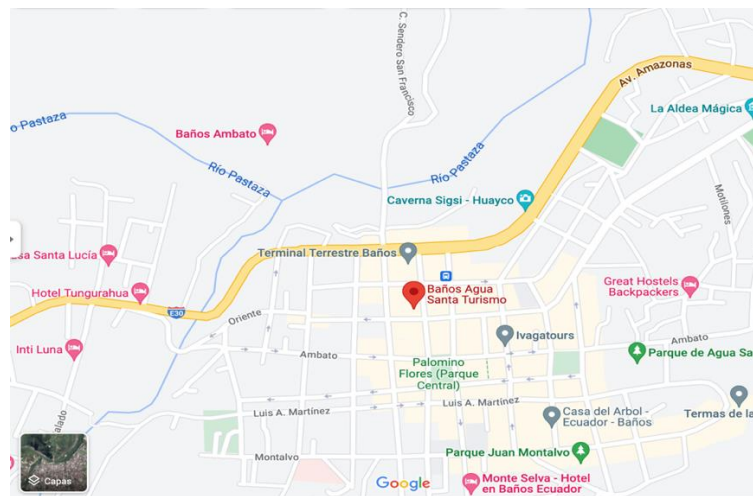 C. Sendero San Francisco
Av. Amazonas
La Aldea Mágica
o Pastaza
Baños Ambato
Río Pastaza
Río Pastaza
Caverna Sigsi - Huayco
Motilones
sa Santa Lucía
Terminal Terrestre Baños
Hotel Tungurahua
Baños Agua
Santa Turismo
Great Hostels
Backpackers
E30
Oriente
Ivagatours
Ambato
Inti Luna
Ambato
Parque de Agua Sa
Palomino
Flores (Parque
Central)
Luis A. Martínez
Luis A. Martínez
Casa del Arbol -
Ecuador - Baños
Termas de la
alado
Montalvo
Parque Juan Montalvo
Capas
Google
Monte Selva - Hotel
en Baños Ecuador